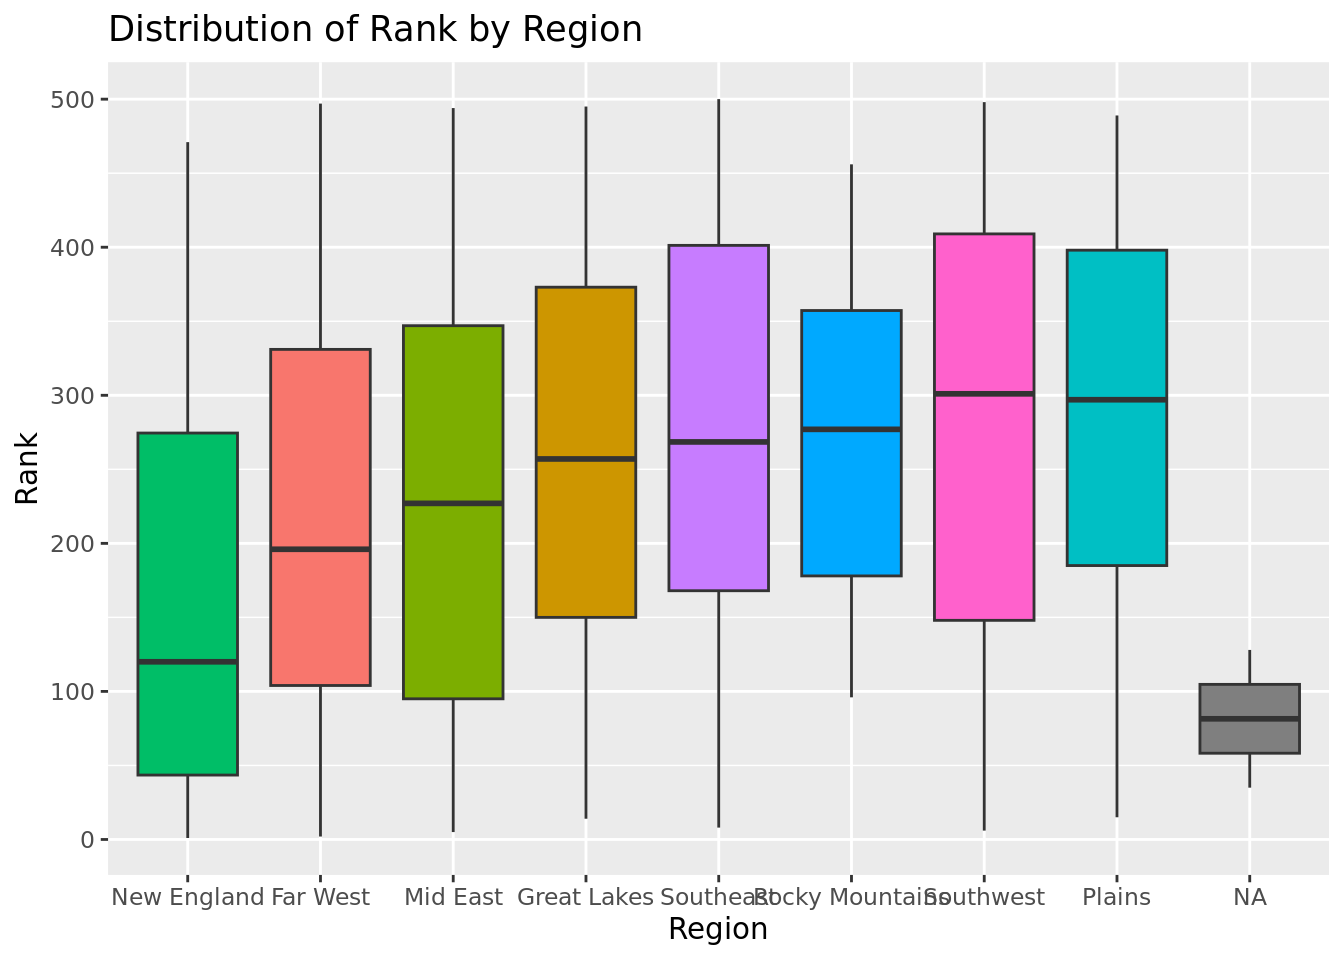 Distribution of Rank by Region
500
400
300
200
100
0
Rank
New England Far West Mid East Great Lakes Southeast Rocky Mountains Southwest Plains NA
Region